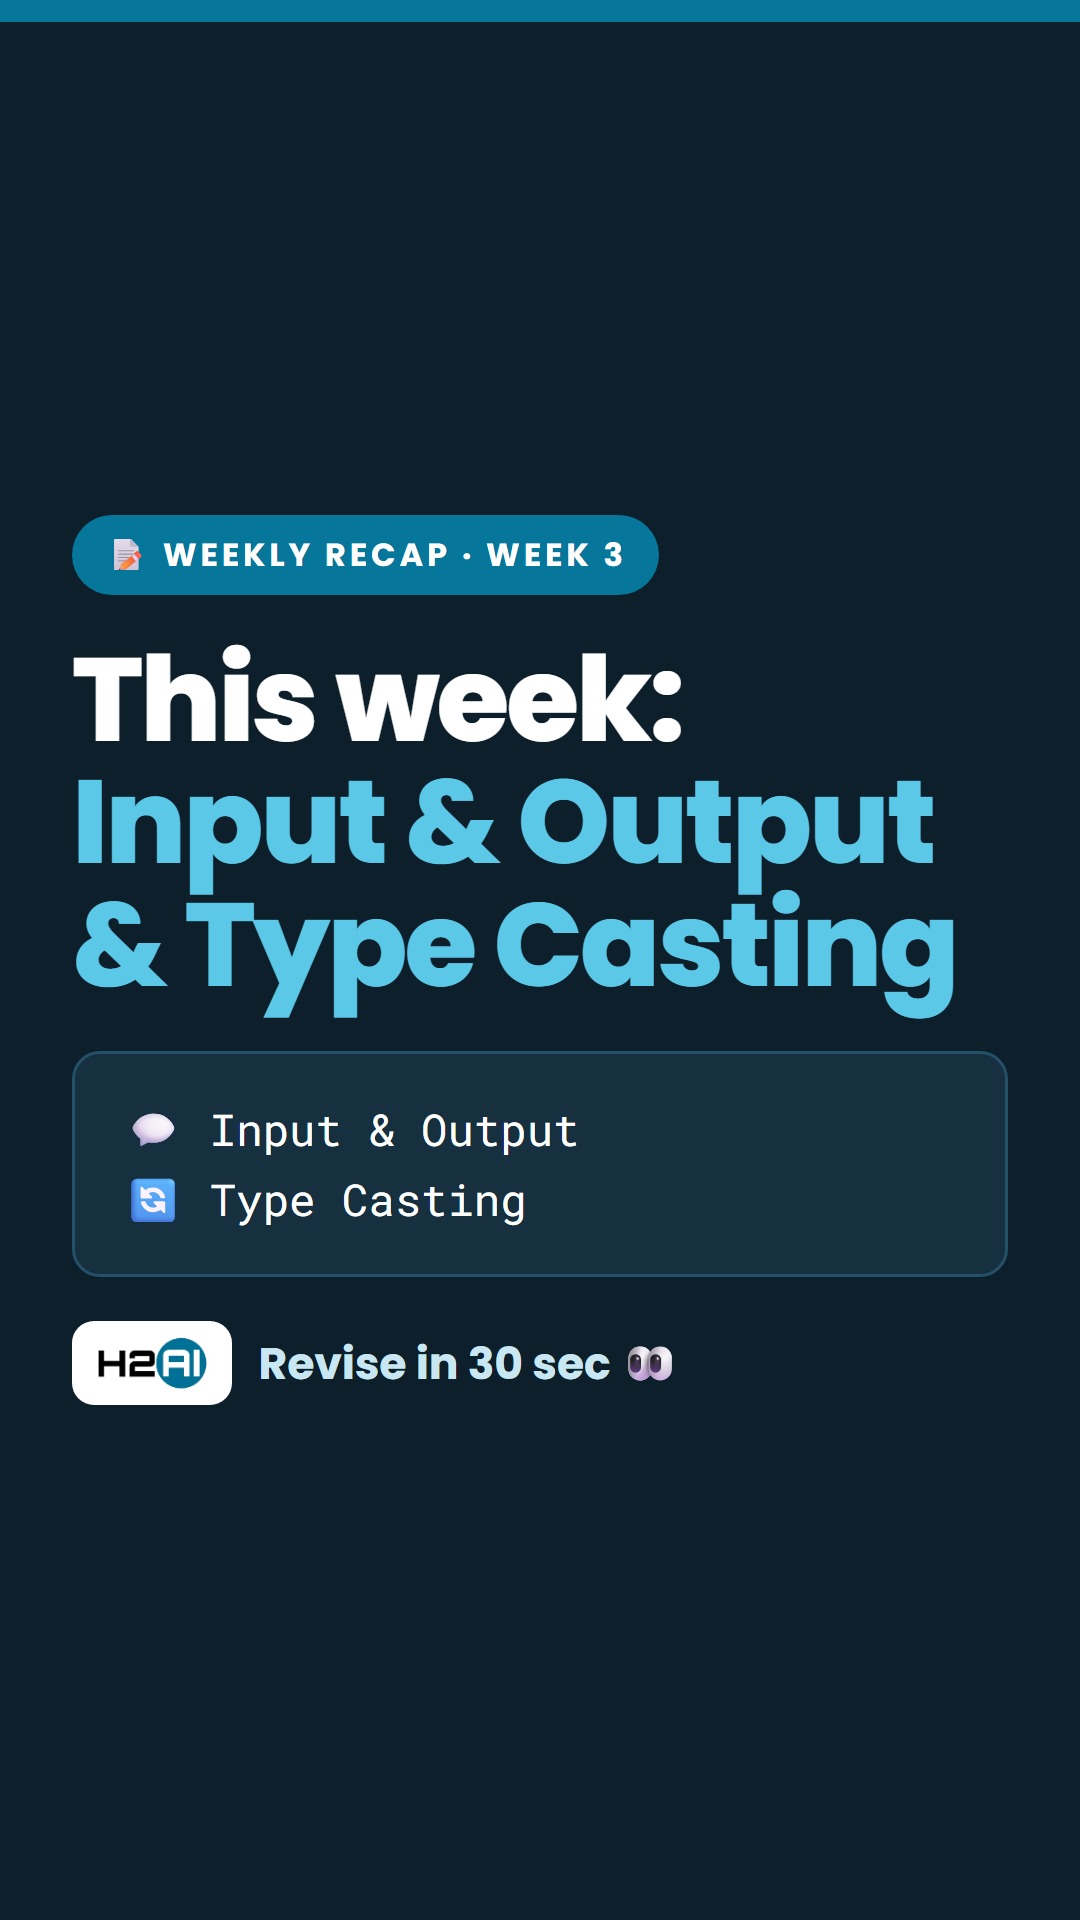 📝 WEEKLY RECAP · WEEK 3
This week:
Input & Output
& Type Casting
💬 Input & Output
🔄 Type Casting
H2AI Revise in 30 sec 👀